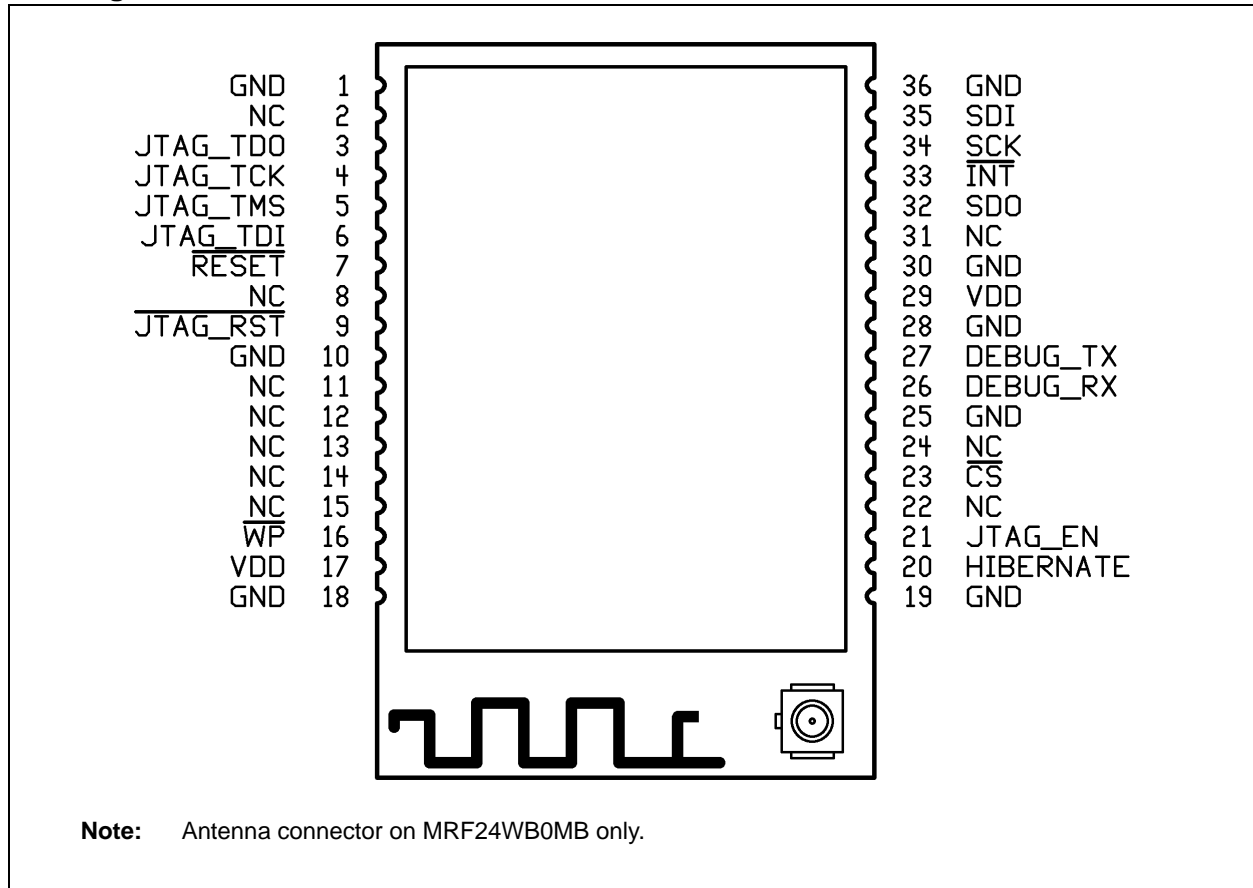 GND 1
NC 2
JTAG_TDO 3
JTAG_TCK 4
JTAG_TMS 5
JTAG_TDI 6
RESET 7
NC 8
JTAG_RST 9
GND 10
NC 11
NC 12
NC 13
NC 14
NC 15
WP 16
VDD 17
GND 18
36 GND
35 SDI
34 SCK
33 INT
32 SDO
31 NC
30 GND
29 VDD
28 GND
27 DEBUG_TX
26 DEBUG_RX
25 GND
24 NC
23 CS
22 NC
21 JTAG_EN
20 HIBERNATE
19 GND
Note: Antenna connector on MRF24WB0MB only.